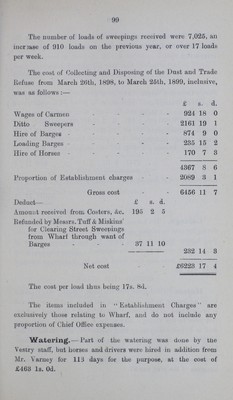 99
The number of loads of sweepings received were 7,025, an
increase of 910 loads on the previous year, or over 17 loads
per week.
The cost of Collecting and Disposing of the Dust and Trade
Refuse from March 26th, 1898, to March 25th, 1899, inclusive,
was as follows :—
£ s. d.
Wages of Carmen - - - - 924 18 0
Ditto Sweepers - - - - 2161 19 1
Hire of Barges - - - - - 874 9 0
Loading Barges - - - - - 235 15 2
Hire of Horses - - - - - 170 7 3
4367 8 6
Proportion of Establishment charges - - 2089 3 1
Gross cost - - 6456 11 7
Deduct— £ s. d.
Amount received from Costers, &c. 195 2 5
Refunded by Messrs. Tuff & Miskins'
for Clearing Street Sweepings
from Wharf through want of
Barges - - 37 11 10
232 14 3
Net cost - £6223 17 4
The cost per load thus being 17s. 8d.
The items included in "Establishment Charges" are
exclusively those relating to Wharf, and do not include any
proportion of Chief Office expenses.
Watering.—Part of the watering was done by the
Vestry staff, but horses and drivers were hired in addition from
Mr. Varney for 113 days for the purpose, at the cost of
£463 1s. 0d.